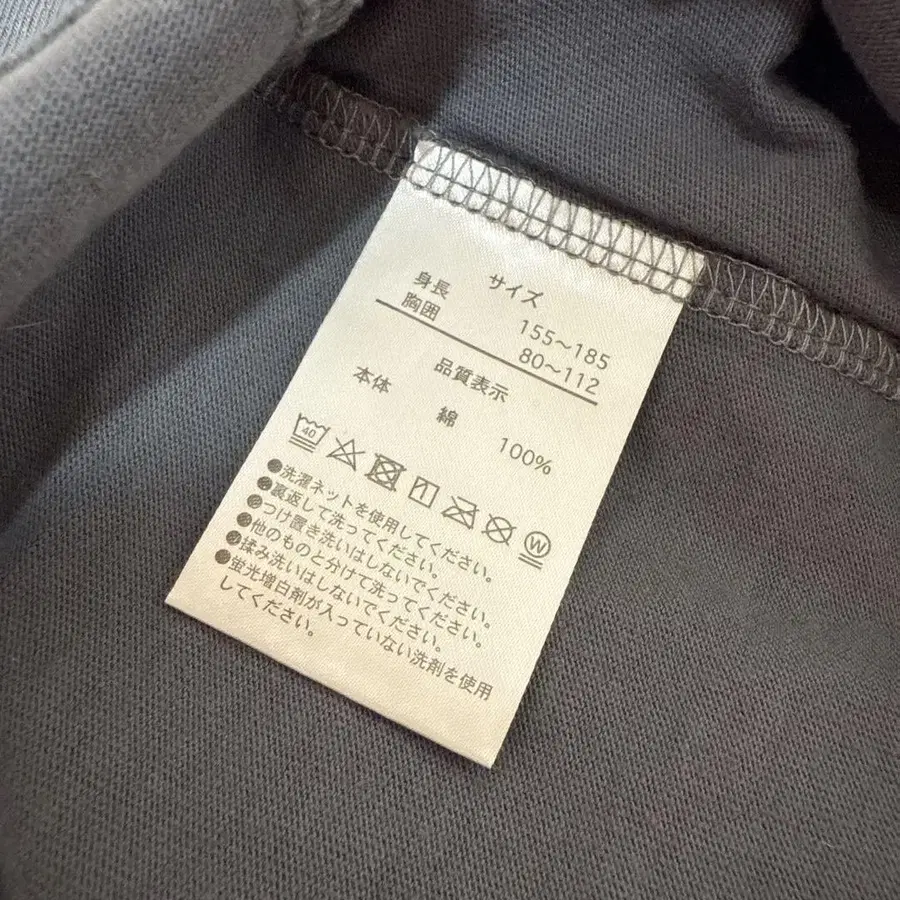 サイズ
身長 155~185
胸囲 80~112
品質表示
本体 綿 100%
40 W
●洗濯ネットを使用してください。
●裏返して洗ってください。
●つけ置き洗いはしないでください。
●他のものと分けて洗ってください。
●揉み洗いはしないでください。
●蛍光増白剤が入っていない洗剤を使用
してください。